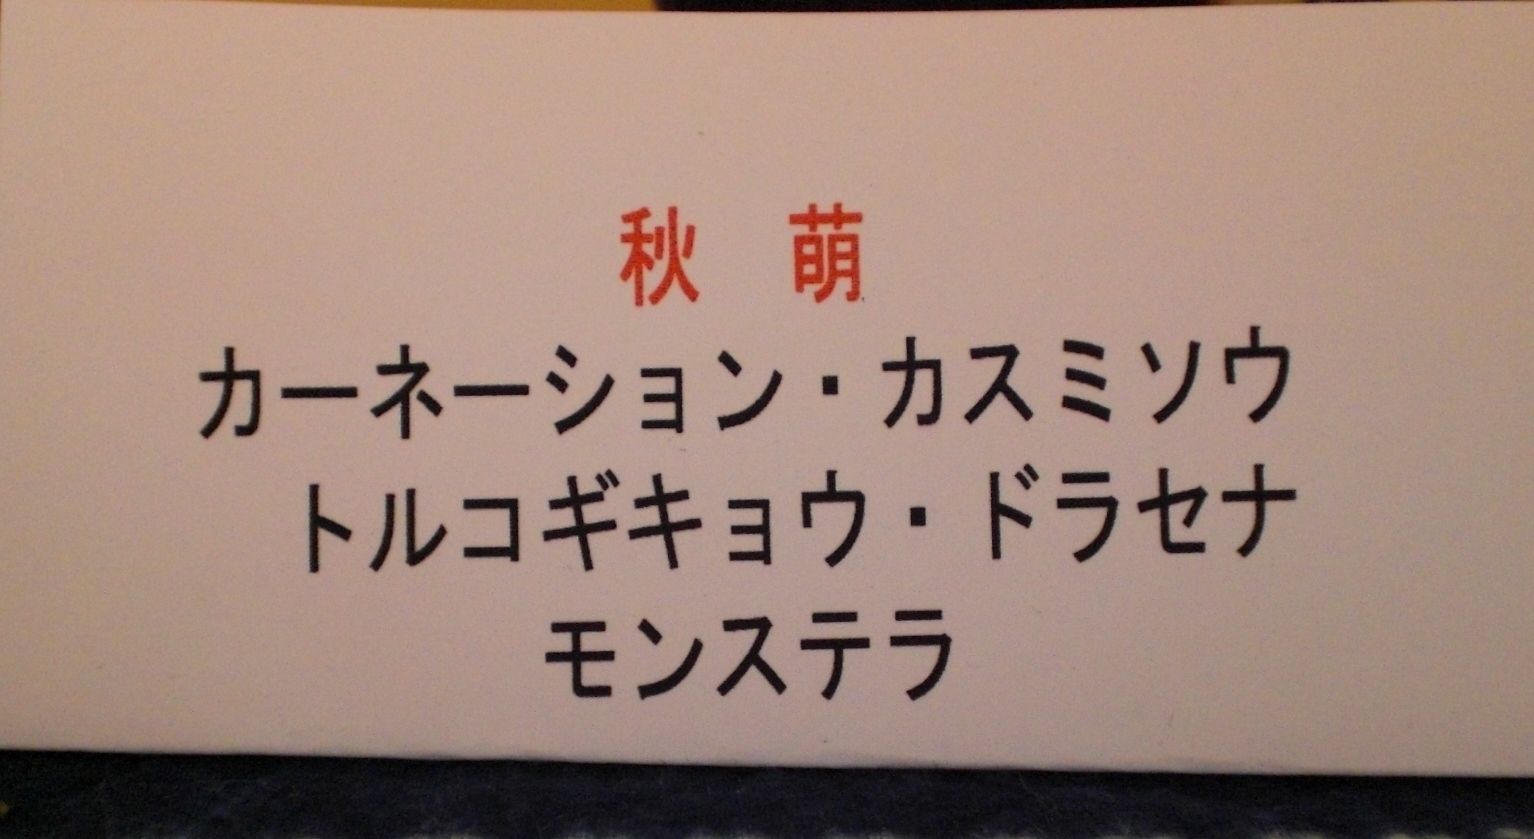 秋　萌
カーネーション・カスミソウ
トルコギキョウ・ドラセナ
モンステラ